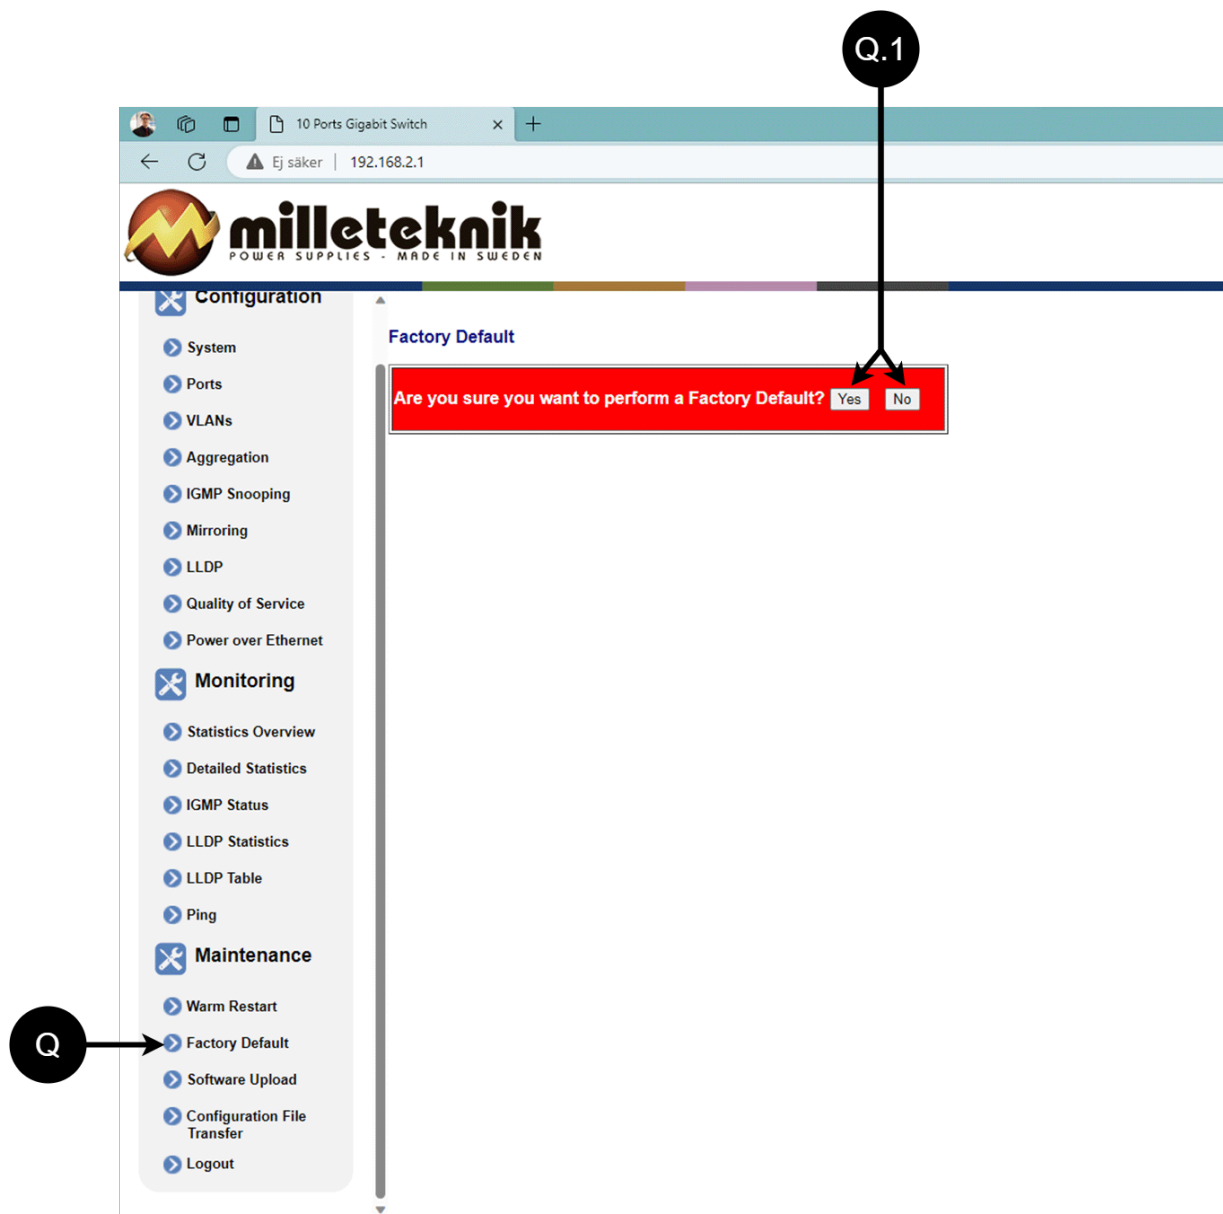 Q.1
10 Ports Gigabit Switch
Ej säker 192.168.2.1
milleteknik
POWER SUPPLIES - MADE IN SWEDEN
Configuration
System
Ports
VLANs
Aggregation
IGMP Snooping
Mirroring
LLDP
Quality of Service
Power over Ethernet
Monitoring
Statistics Overview
Detailed Statistics
IGMP Status
LLDP Statistics
LLDP Table
Ping
Maintenance
Warm Restart
Factory Default
Software Upload
Configuration File
Transfer
Logout
Q
Factory Default
Are you sure you want to perform a Factory Default? Yes No